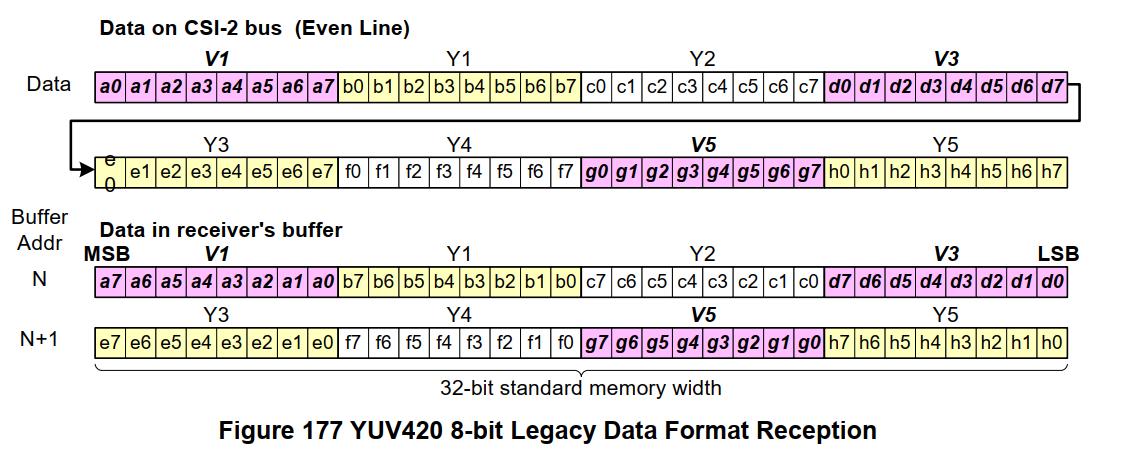 Data on CSI-2 bus (Even Line)
V1 Y1 Y2 V3
Data a0 a1 a2 a3 a4 a5 a6 a7 b0 b1 b2 b3 b4 b5 b6 b7 c0 c1 c2 c3 c4 c5 c6 c7 d0 d1 d2 d3 d4 d5 d6 d7
Y3 Y4 V5 Y5
e0 e1 e2 e3 e4 e5 e6 e7 f0 f1 f2 f3 f4 f5 f6 f7 g0 g1 g2 g3 g4 g5 g6 g7 h0 h1 h2 h3 h4 h5 h6 h7
Buffer
Addr
Data in receiver's buffer
MSB V1 Y1 Y2 V3 LSB
N a7 a6 a5 a4 a3 a2 a1 a0 b7 b6 b5 b4 b3 b2 b1 b0 c7 c6 c5 c4 c3 c2 c1 c0 d7 d6 d5 d4 d3 d2 d1 d0
Y3 Y4 V5 Y5
N+1 e7 e6 e5 e4 e3 e2 e1 e0 f7 f6 f5 f4 f3 f2 f1 f0 g7 g6 g5 g4 g3 g2 g1 g0 h7 h6 h5 h4 h3 h2 h1 h0
32-bit standard memory width
Figure 177 YUV420 8-bit Legacy Data Format Reception